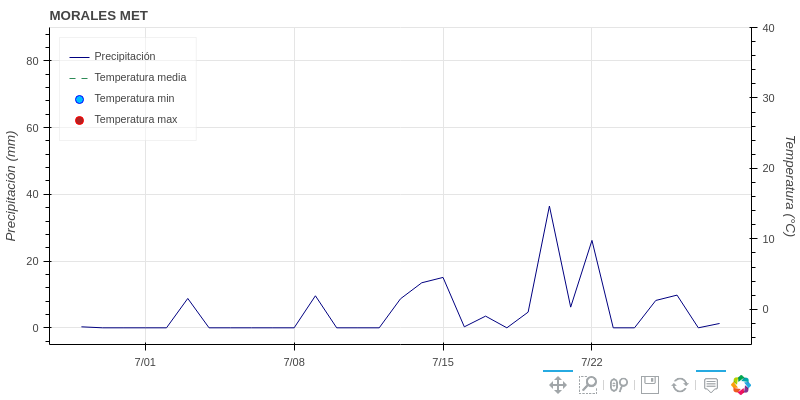 MORALES MET
Precipitación
Temperatura media
Temperatura min
Temperatura max
Precipitación (mm)
80
60
40
20
0
40
30
20
10
0
Temperatura (°C)
7/01
7/08
7/15
7/22